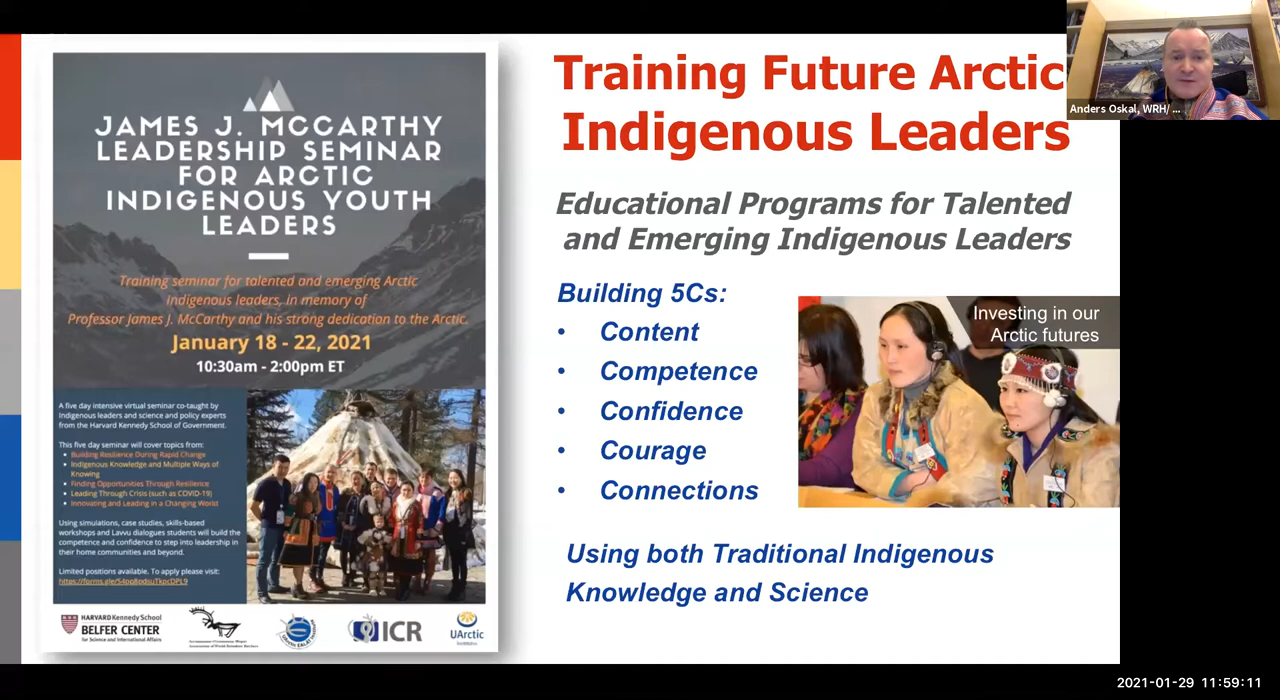 JAMES J. MCCARTHY
LEADERSHIP SEMINAR
FOR ARCTIC
INDIGENOUS YOUTH
LEADERS
Training seminar for talented and emerging Arctic
Indigenous leaders, in memory of
Professor James J. McCarthy and his strong dedication to the Arctic.
January 18 - 22, 2021
10:30am - 2:00pm ET
A five day intensive virtual seminar co-taught by
Indigenous leaders and science and policy experts
from the Harvard Kennedy School of Government.
This five day seminar will cover topics from:
• Building Resilience During Rapid Change
• Indigenous Knowledge and Multiple Ways of
Knowing
• Finding Opportunities Through Resilience
• Leading Through Crisis (such as COVID-19)
• Innovating and Leading in a Changing World
Using simulations, case studies, skills-based
workshops and Lavvu dialogues students will build the
competence and confidence to step into leadership in
their home communities and beyond.
Limited positions available. To apply please visit:
HARVARD Kennedy School
BELFER CENTER
for Science and International Affairs
ICR
UArctic
Training Future Arctic
Indigenous Leaders
Educational Programs for Talented
and Emerging Indigenous Leaders
Building 5Cs:
• Content
• Competence
• Confidence
• Courage
• Connections
Investing in our
Arctic futures
Using both Traditional Indigenous
Knowledge and Science
Anders Oskal, WRH/ ...
2021-01-29 11:59:11